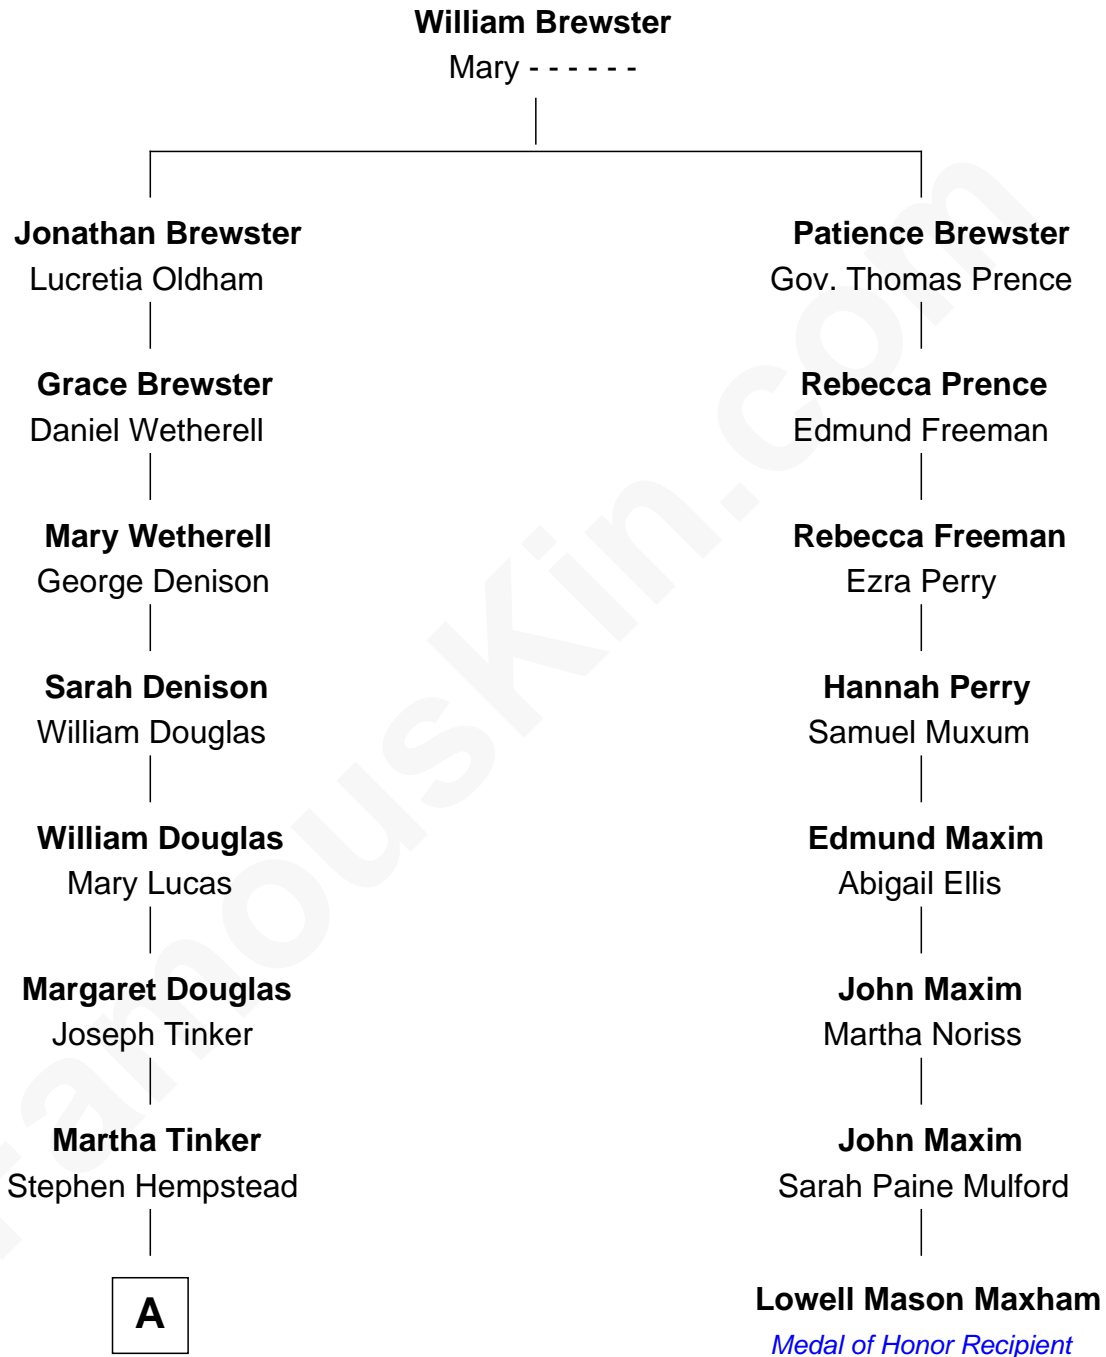 William Brewster
Mary - - - - - -
Jonathan Brewster
Lucretia Oldham
Patience Brewster
Gov. Thomas Prence
Grace Brewster
Daniel Wetherell
Rebecca Prence
Edmund Freeman
Mary Wetherell
George Denison
Rebecca Freeman
Ezra Perry
Sarah Denison
William Douglas
Hannah Perry
Samuel Muxum
William Douglas
Mary Lucas
Edmund Maxim
Abigail Ellis
Margaret Douglas
Joseph Tinker
John Maxim
Martha Noriss
Martha Tinker
Stephen Hempstead
John Maxim
Sarah Paine Mulford
A
Lowell Mason Maxham
Medal of Honor Recipient
FamousKin.com